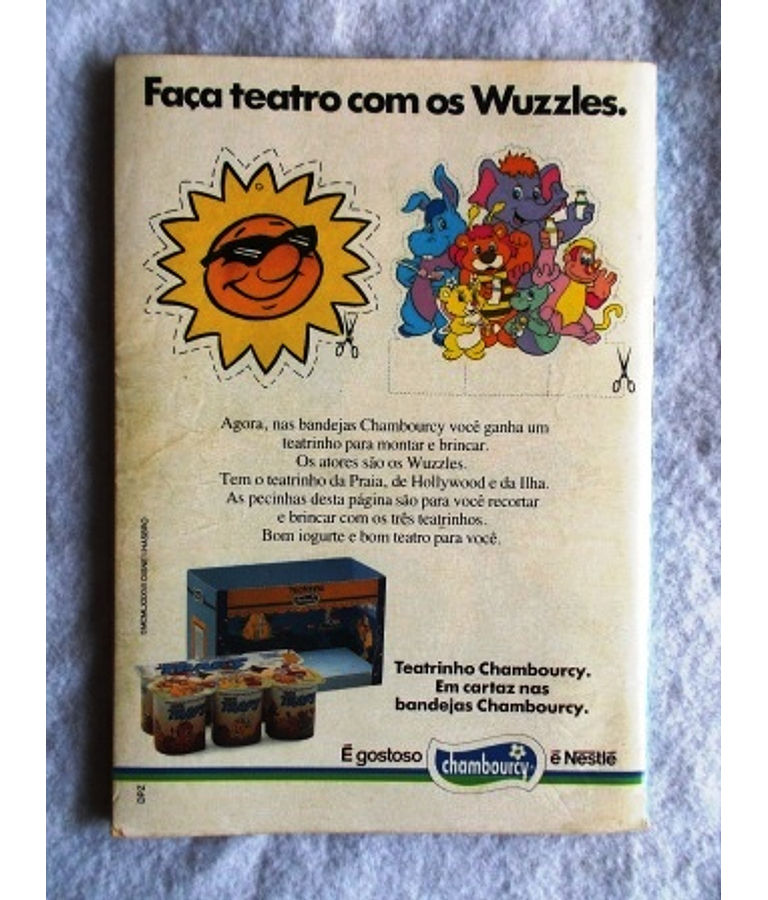 Faça teatro com os Wuzzles.
Agora, nas bandejas Chambourcy você ganha um
teatrinho para montar e brincar.
Os atores são os Wuzzles.
Tem o teatrinho da Praia, de Hollywood e da Ilha.
As pecinhas desta página são para você recortar
e brincar com os três teatrinhos.
Bom iogurte e bom teatro para você.
Teatrinho Chambourcy.
Em cartaz nas
bandejas Chambourcy.
É gostoso chambourcy é Nestlé
DPZ